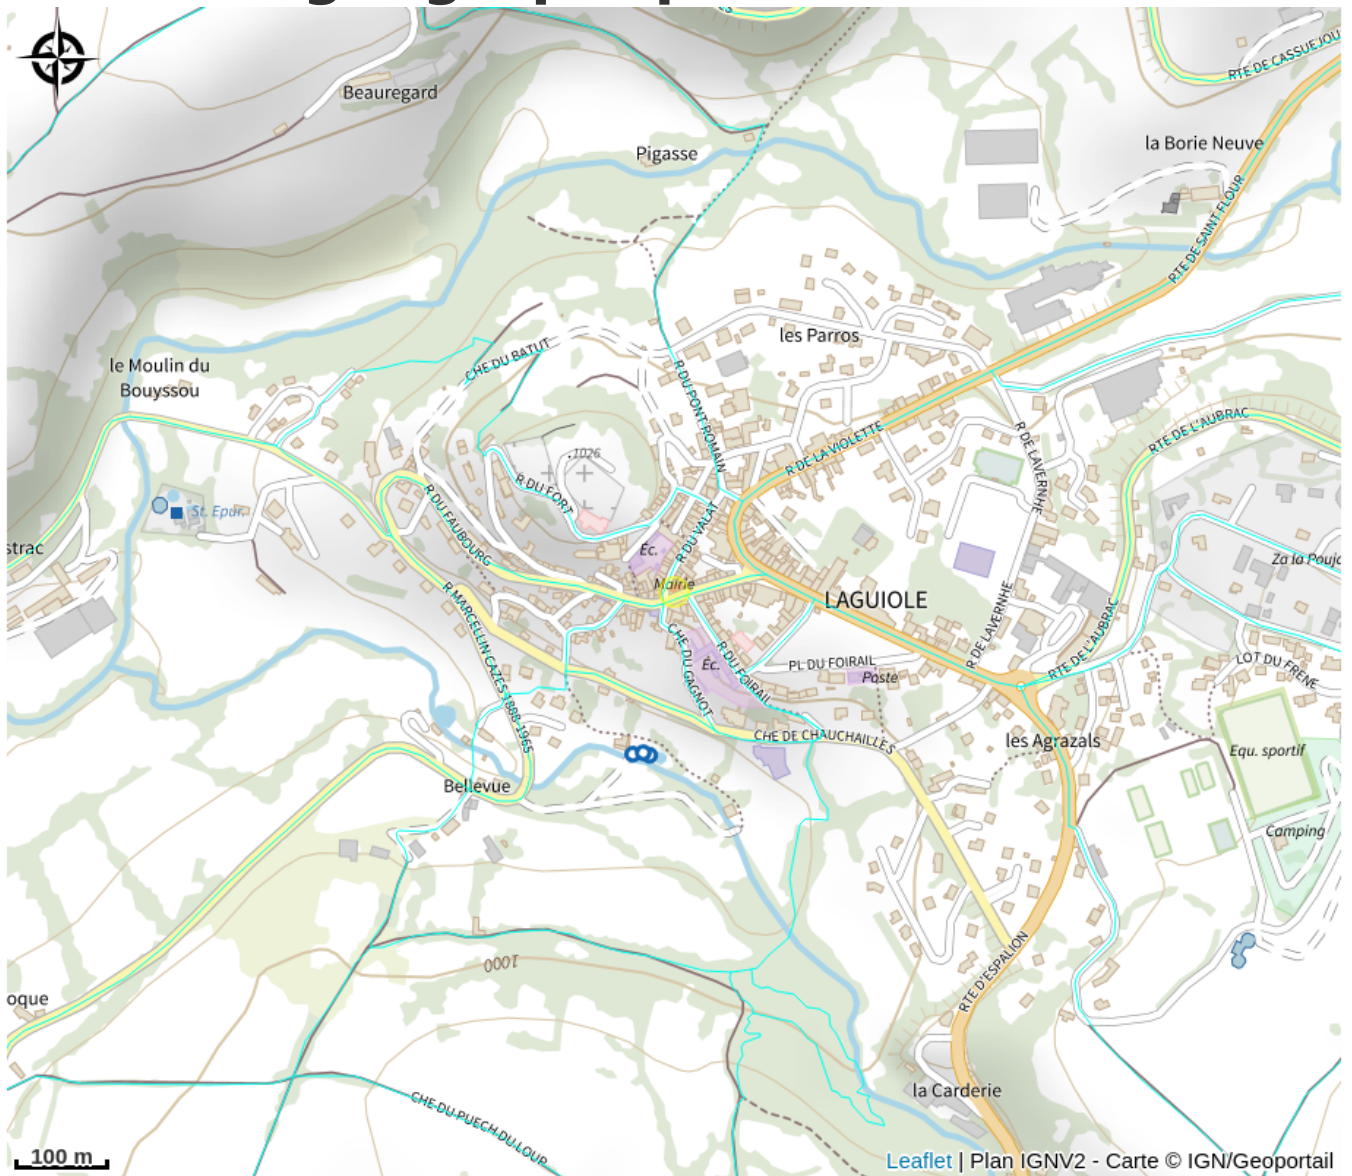 RTE DE CASSUEJOU
Beauregard
la Borie Neuve
Pigasse
RTE DE SAINT-FLOUR
les Parros
CHE DU BATUT
le Moulin du
Bouyssou
R DU PONT ROMAIN
RTE DE L'AUBRAC
R DE LA VIOLETTE
R DE LAVERNHE
.1026
R DU FORT
R DU FAUBOURG
St. Epur.
R DU VALAT
strac
Éc.
Za la Pouj
Mairie
LAGUIOLE
R MARCELLIN CAZES 1888-1965
R DE LAVERNHE
RTE DE L'AUBRAC
CHE DU GAGNOT
R DU FOIRAIL
Éc.
PL DU FOIRAIL
Poste
LOT DU FRENE
CHE DE CHAUCHAILLES
les Agrazals
Equ. sportif
Bellevue
Camping
1000
RTE D'ESPALION
oque
la Carderie
CHE DU PUECH DU LOUP
100 m
Leaflet | Plan IGNV2 - Carte © IGN/Geoportail